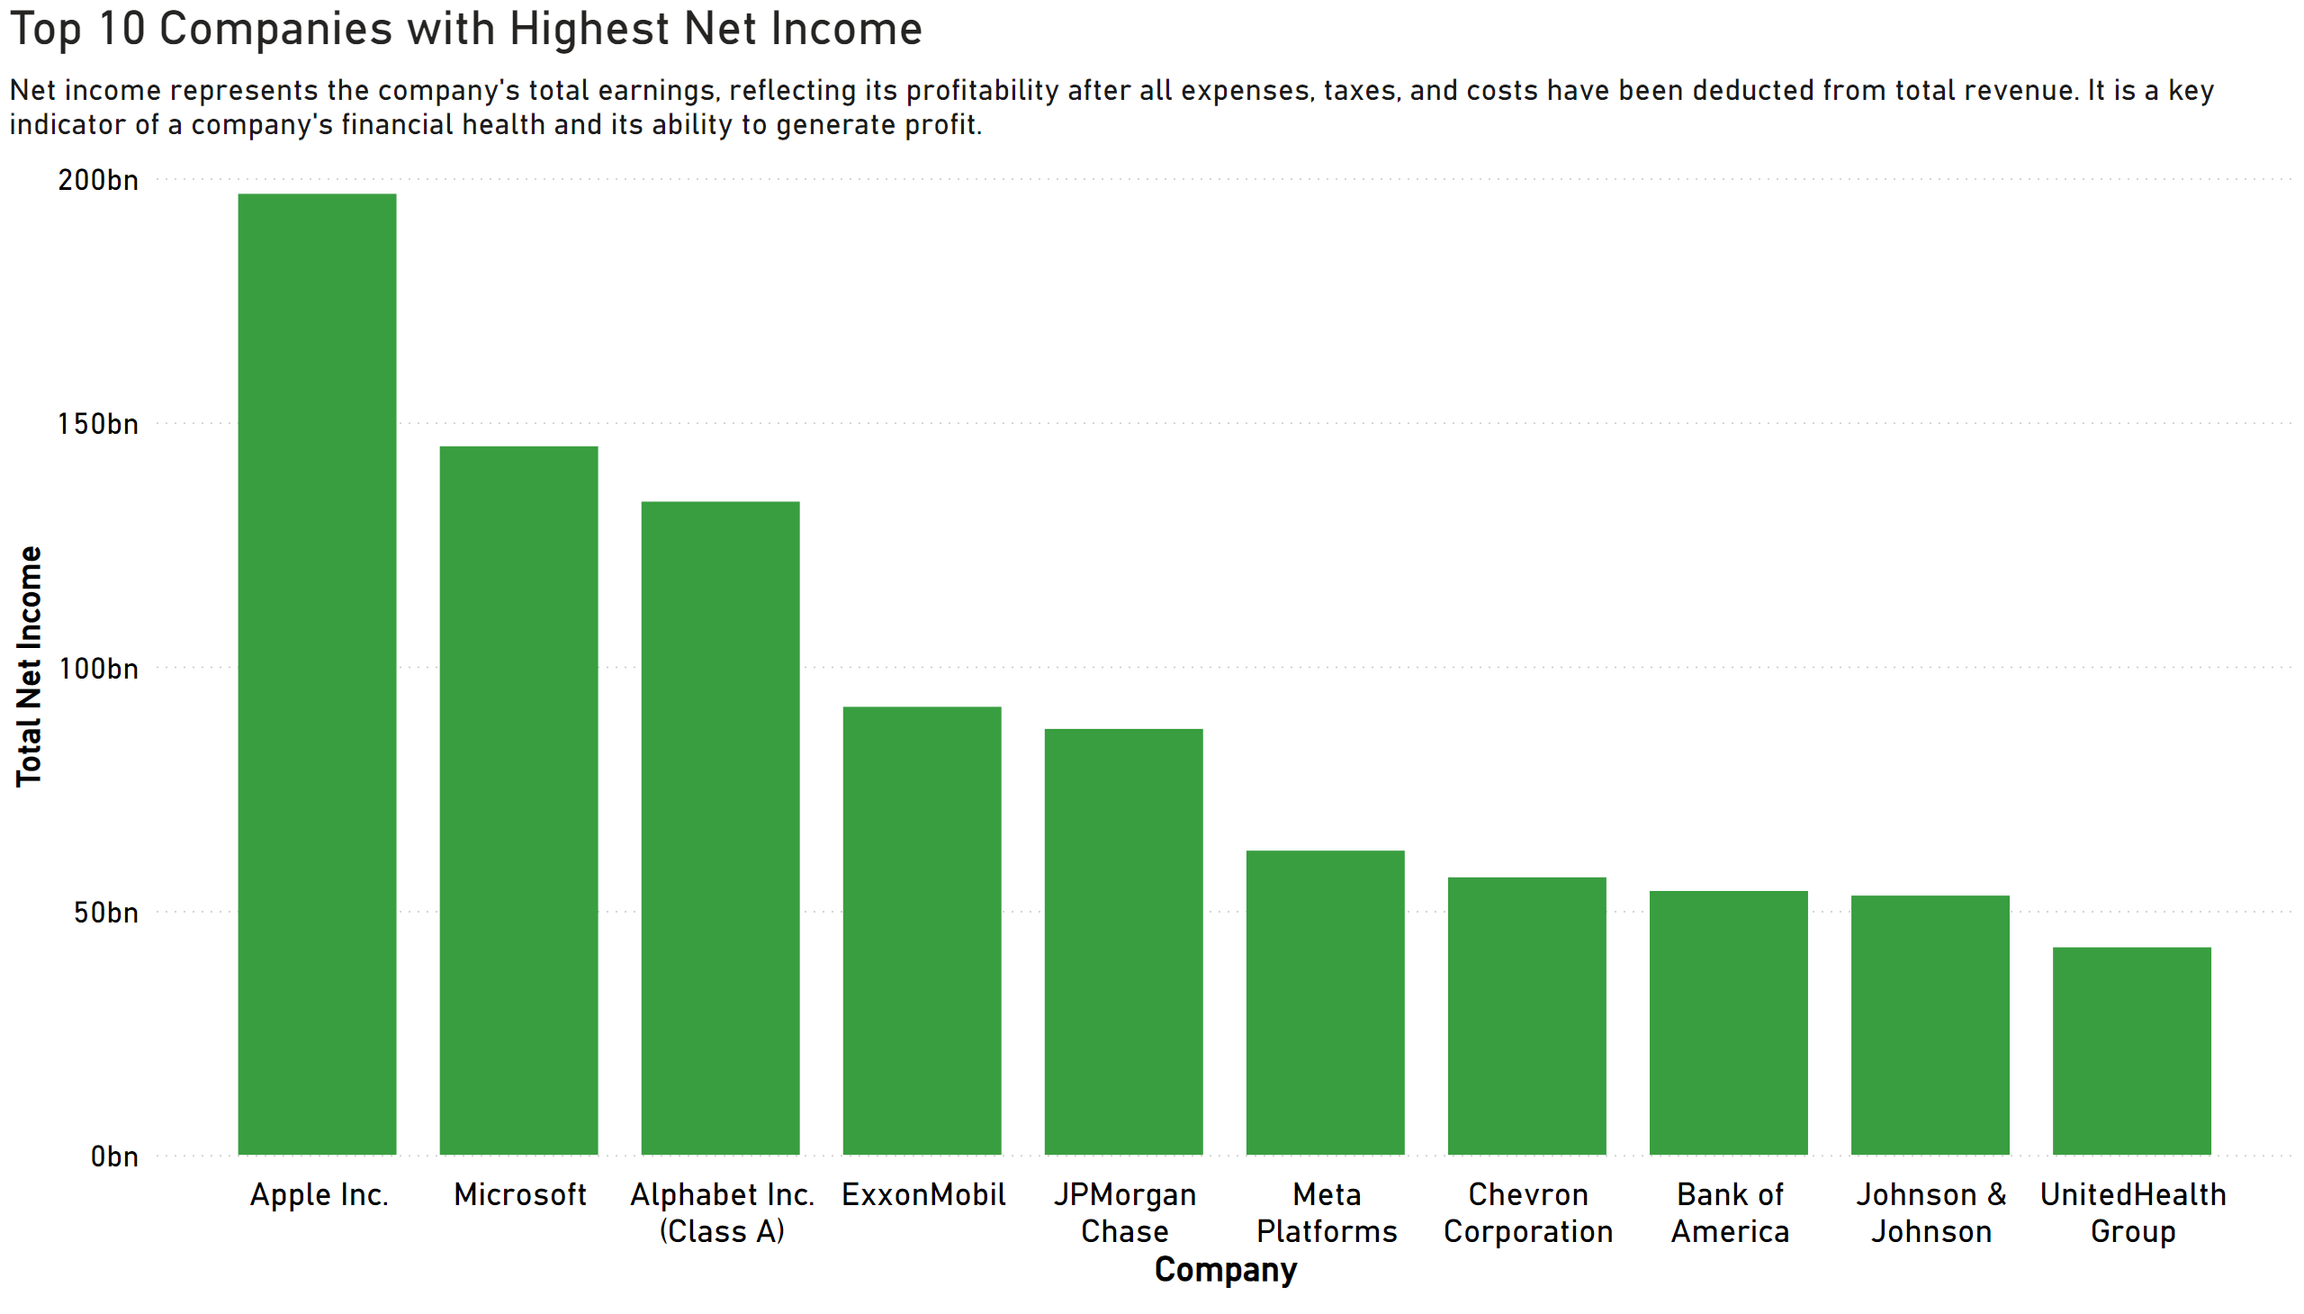 Top 10 Companies with Highest Net Income
Net income represents the company's total earnings, reflecting its profitability after all expenses, taxes, and costs have been deducted from total revenue. It is a key
indicator of a company's financial health and its ability to generate profit.
200bn
150bn
100bn
50bn
0bn
Total Net Income
Apple Inc.
Microsoft
Alphabet Inc.
(Class A)
ExxonMobil
JPMorgan
Chase
Meta
Platforms
Chevron
Corporation
Bank of
America
Johnson &
Johnson
UnitedHealth
Group
Company